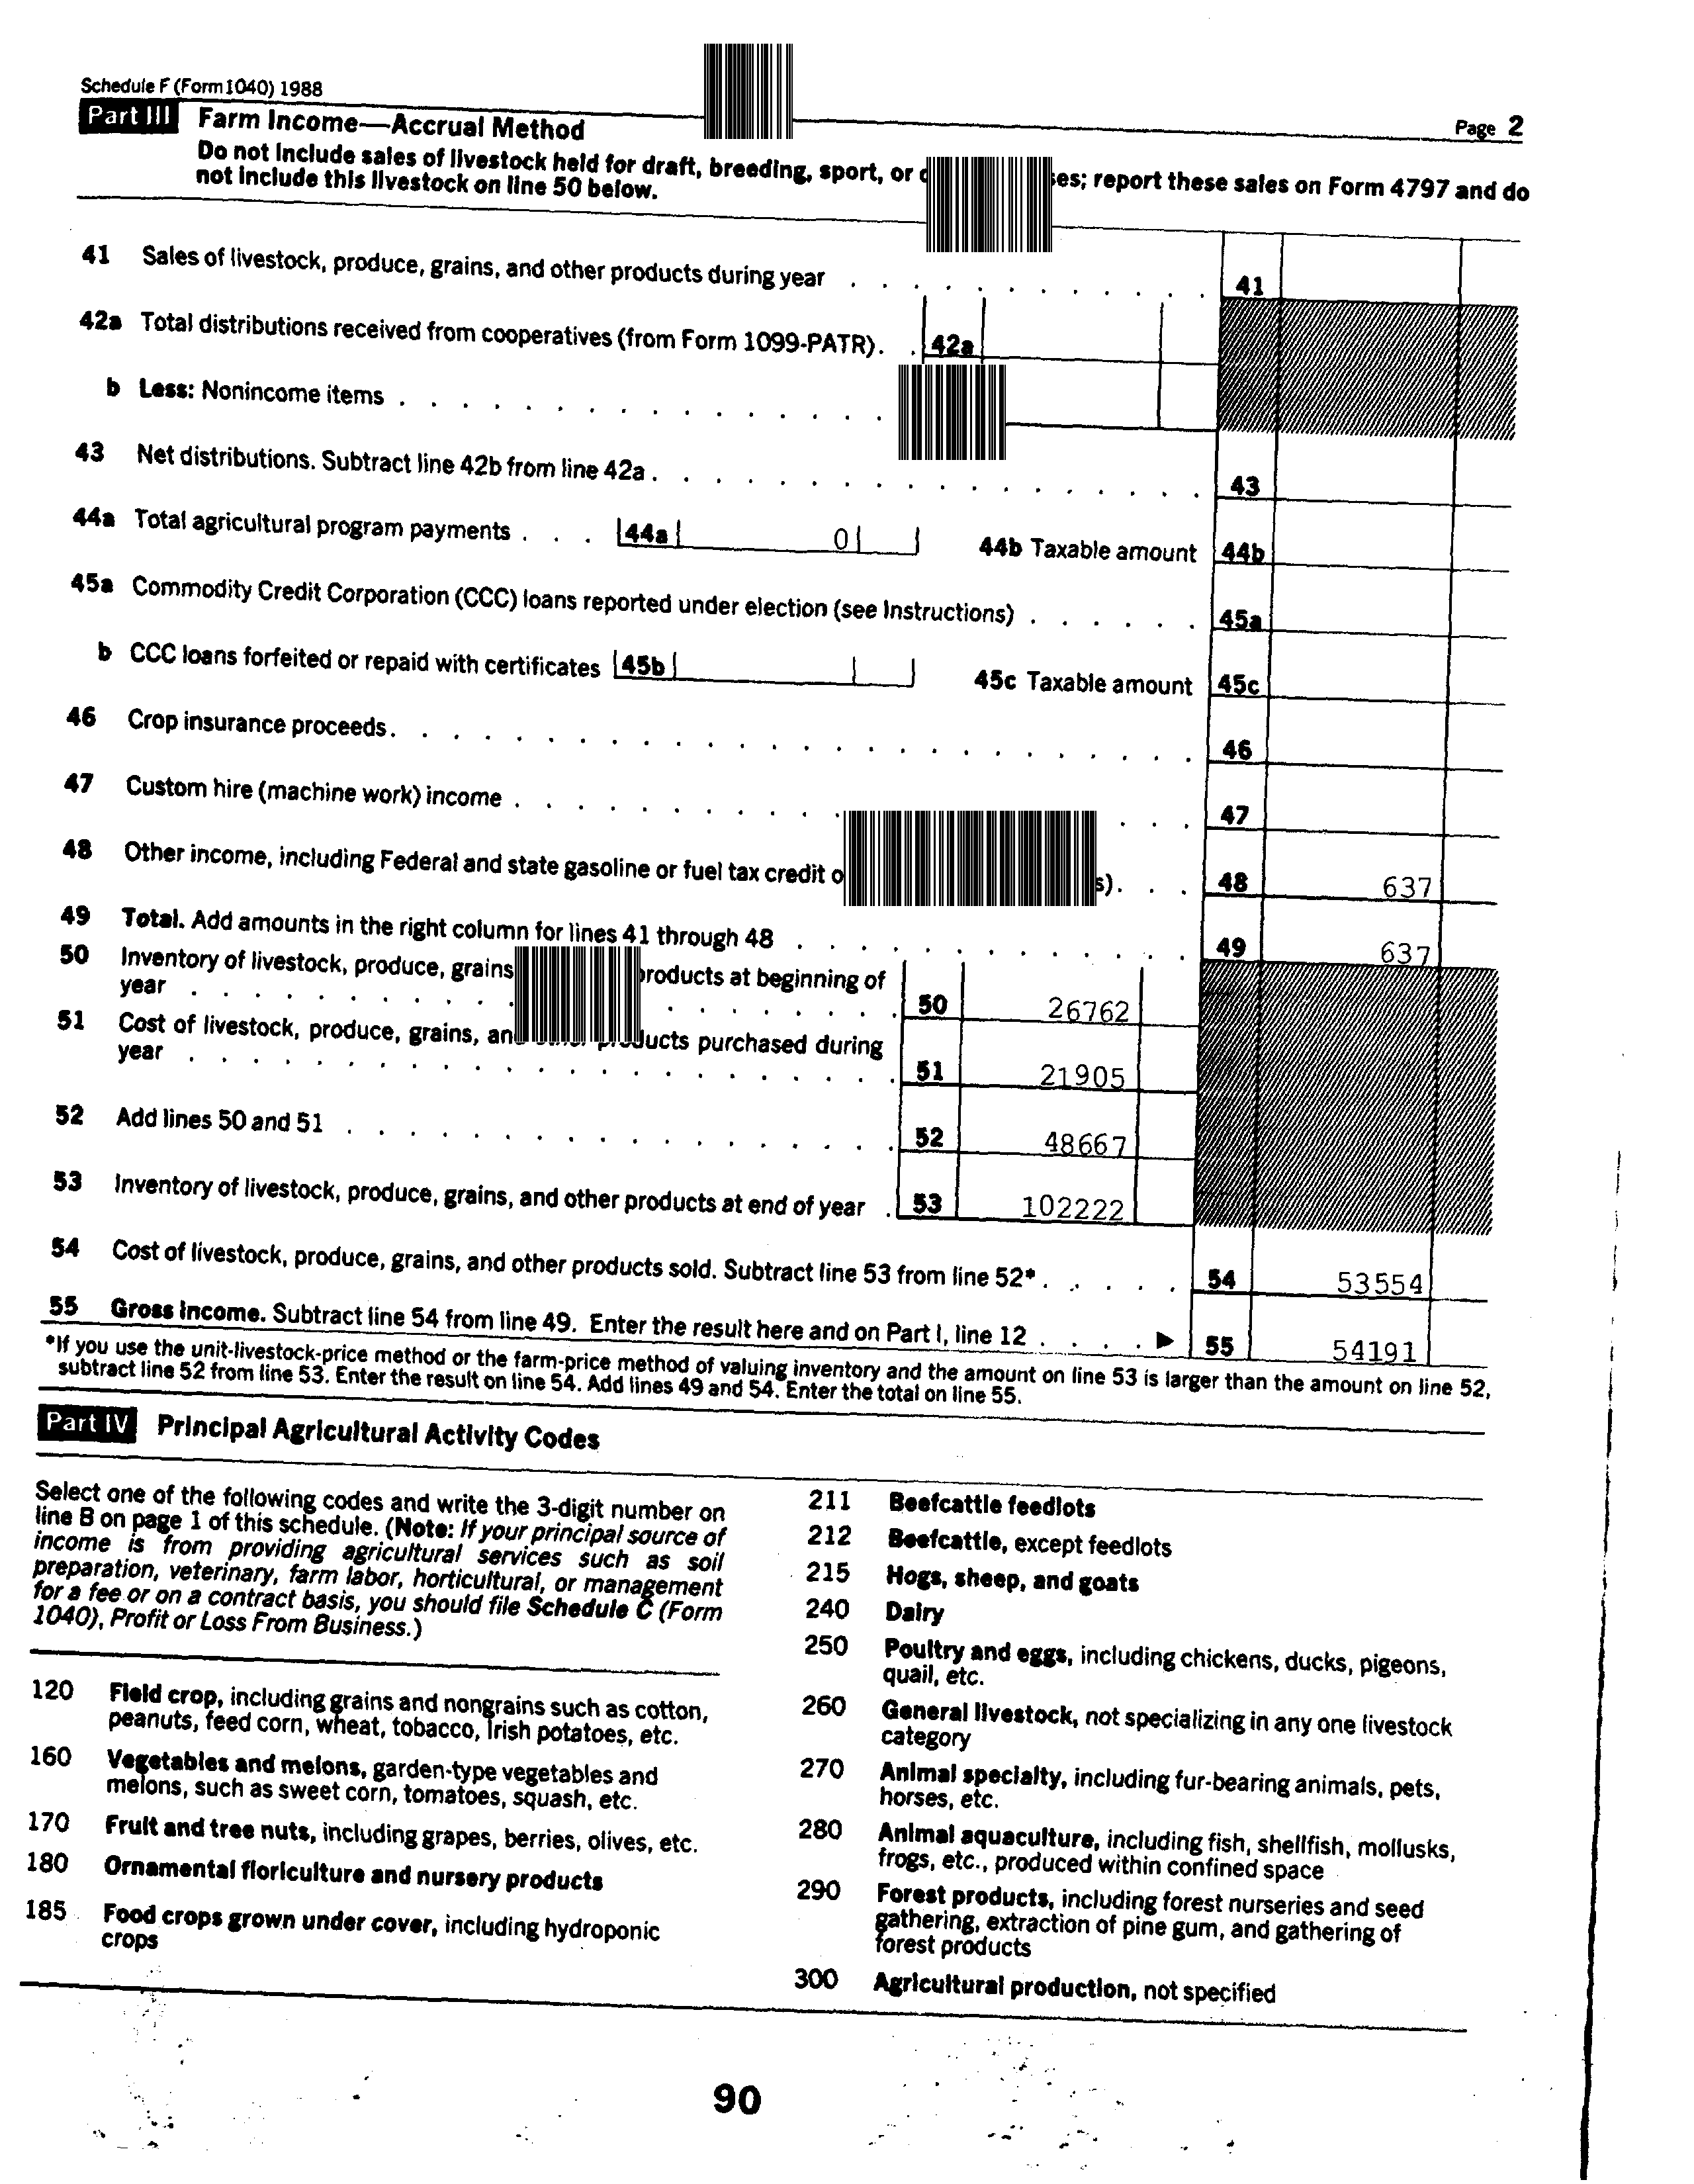 Schedule F (Form 1040) 1988
Page 2
Part III Farm Income—Accrual Method
Do not include sales of livestock held for draft, breeding, sport, or es; report these sales on Form 4797 and do
not include this livestock on line 50 below.
41 Sales of livestock, produce, grains, and other products during year . . . . . . . . . . . . 41
42a Total distributions received from cooperatives (from Form 1099-PATR) . . 42a
b Less: Nonincome items . . . . . . . . . . . . . . . .
43 Net distributions. Subtract line 42b from line 42a . . . . . . . . . . . . . . . . . . 43
44a Total agricultural program payments . . . 44a 0 44b Taxable amount 44b
45a Commodity Credit Corporation (CCC) loans reported under election (see Instructions) . . . . . . 45a
b CCC loans forfeited or repaid with certificates 45b 45c Taxable amount 45c
46 Crop insurance proceeds . . . . . . . . . . . . . . . . . . . . . . . . . . 46
47 Custom hire (machine work) income . . . . . . . . . . . . . . 47
48 Other income, including Federal and state gasoline or fuel tax credit o s) . . . 48 637
49 Total. Add amounts in the right column for lines 41 through 48 . . . . . . . . . . . . . 49 637
50 Inventory of livestock, produce, grains products at beginning of
year . . . . . . . . . . . . . . . . . . . 50 26762
51 Cost of livestock, produce, grains, and other products purchased during
year . . . . . . . . . . . . . . . . . . . . . . . 51 21905
52 Add lines 50 and 51 . . . . . . . . . . . . . . . . . . 52 48667
53 Inventory of livestock, produce, grains, and other products at end of year . 53 102222
54 Cost of livestock, produce, grains, and other products sold. Subtract line 53 from line 52* . . . . . 54 53554
55 Gross income. Subtract line 54 from line 49. Enter the result here and on Part I, line 12 . . . . ▶ 55 54191
*If you use the unit-livestock-price method or the farm-price method of valuing inventory and the amount on line 53 is larger than the amount on line 52,
subtract line 52 from line 53. Enter the result on line 54. Add lines 49 and 54. Enter the total on line 55.
Part IV Principal Agricultural Activity Codes
Select one of the following codes and write the 3-digit number on
line B on page 1 of this schedule. (Note: If your principal source of
income is from providing agricultural services such as soil
preparation, veterinary, farm labor, horticultural, or management
for a fee or on a contract basis, you should file Schedule C (Form
1040), Profit or Loss From Business.)
120 Field crop, including grains and nongrains such as cotton,
peanuts, feed corn, wheat, tobacco, Irish potatoes, etc.
160 Vegetables and melons, garden-type vegetables and
melons, such as sweet corn, tomatoes, squash, etc.
170 Fruit and tree nuts, including grapes, berries, olives, etc.
180 Ornamental floriculture and nursery products
185 Food crops grown under cover, including hydroponic
crops
211 Beefcattle feedlots
212 Beefcattle, except feedlots
215 Hogs, sheep, and goats
240 Dairy
250 Poultry and eggs, including chickens, ducks, pigeons,
quail, etc.
260 General livestock, not specializing in any one livestock
category
270 Animal specialty, including fur-bearing animals, pets,
horses, etc.
280 Animal aquaculture, including fish, shellfish, mollusks,
frogs, etc., produced within confined space
290 Forest products, including forest nurseries and seed
gathering, extraction of pine gum, and gathering of
forest products
300 Agricultural production, not specified
90